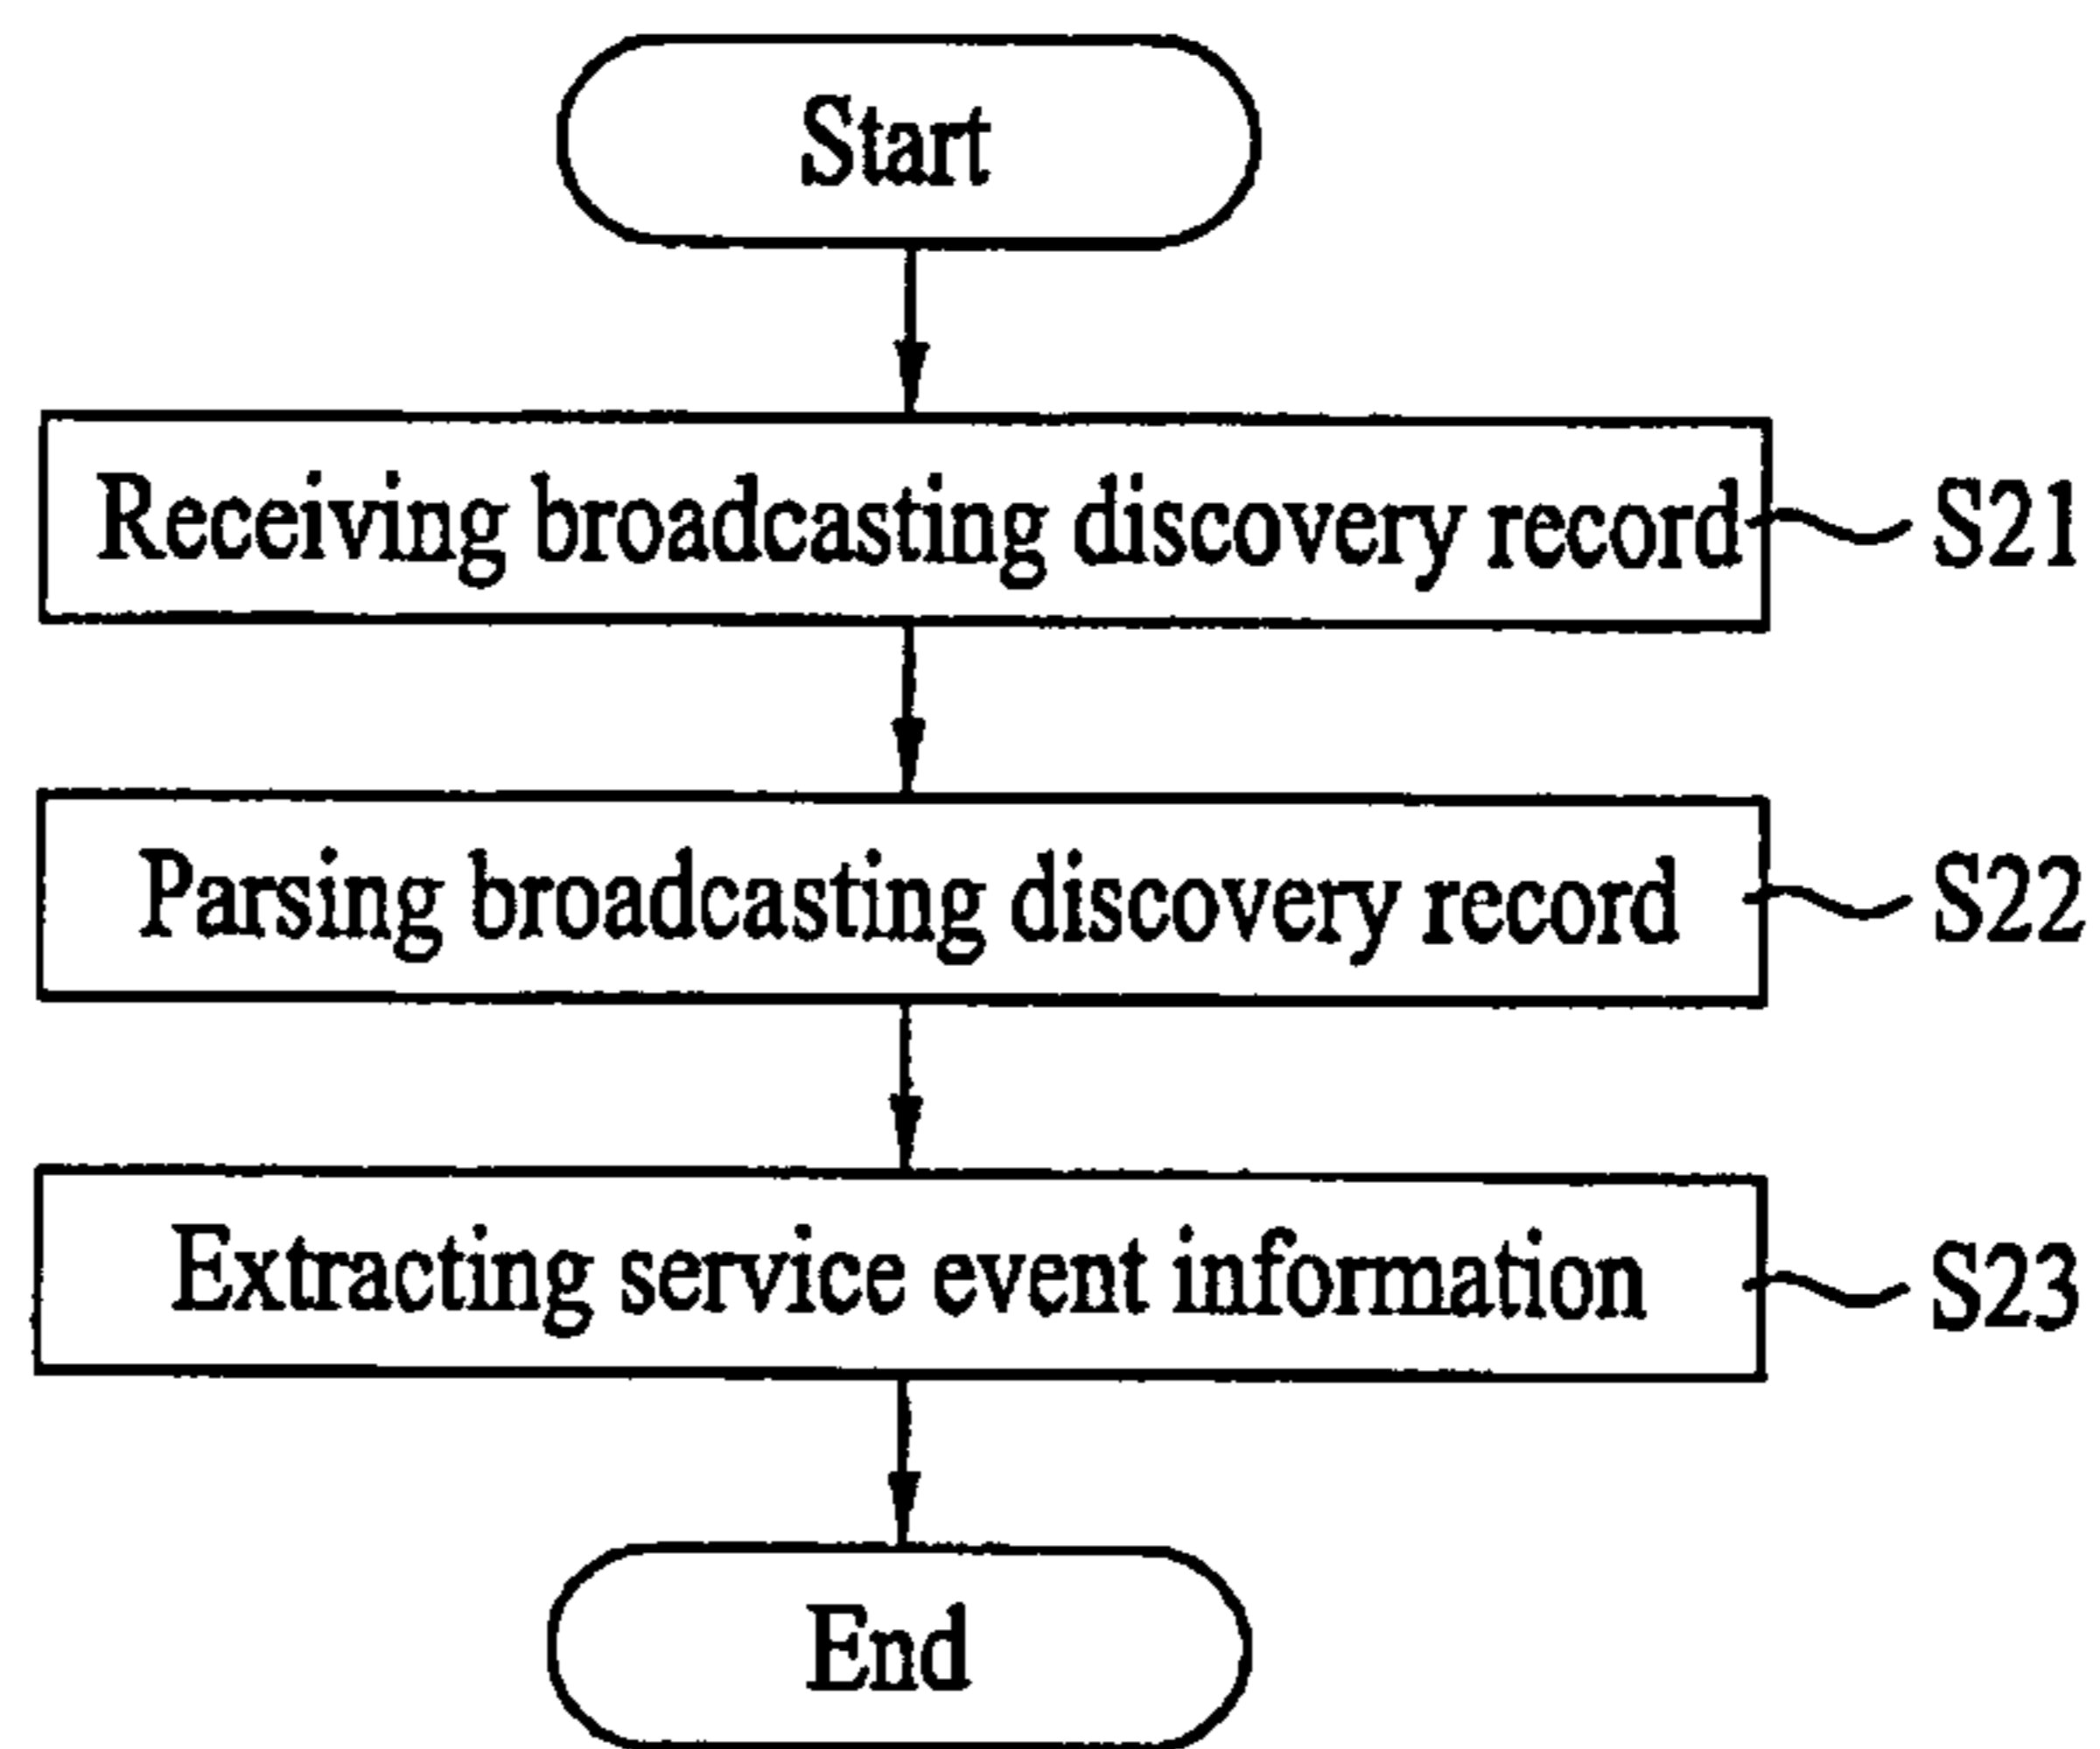 Start
Receiving broadcasting discovery record S21
Parsing broadcasting discovery record S22
Extracting service event information S23
End